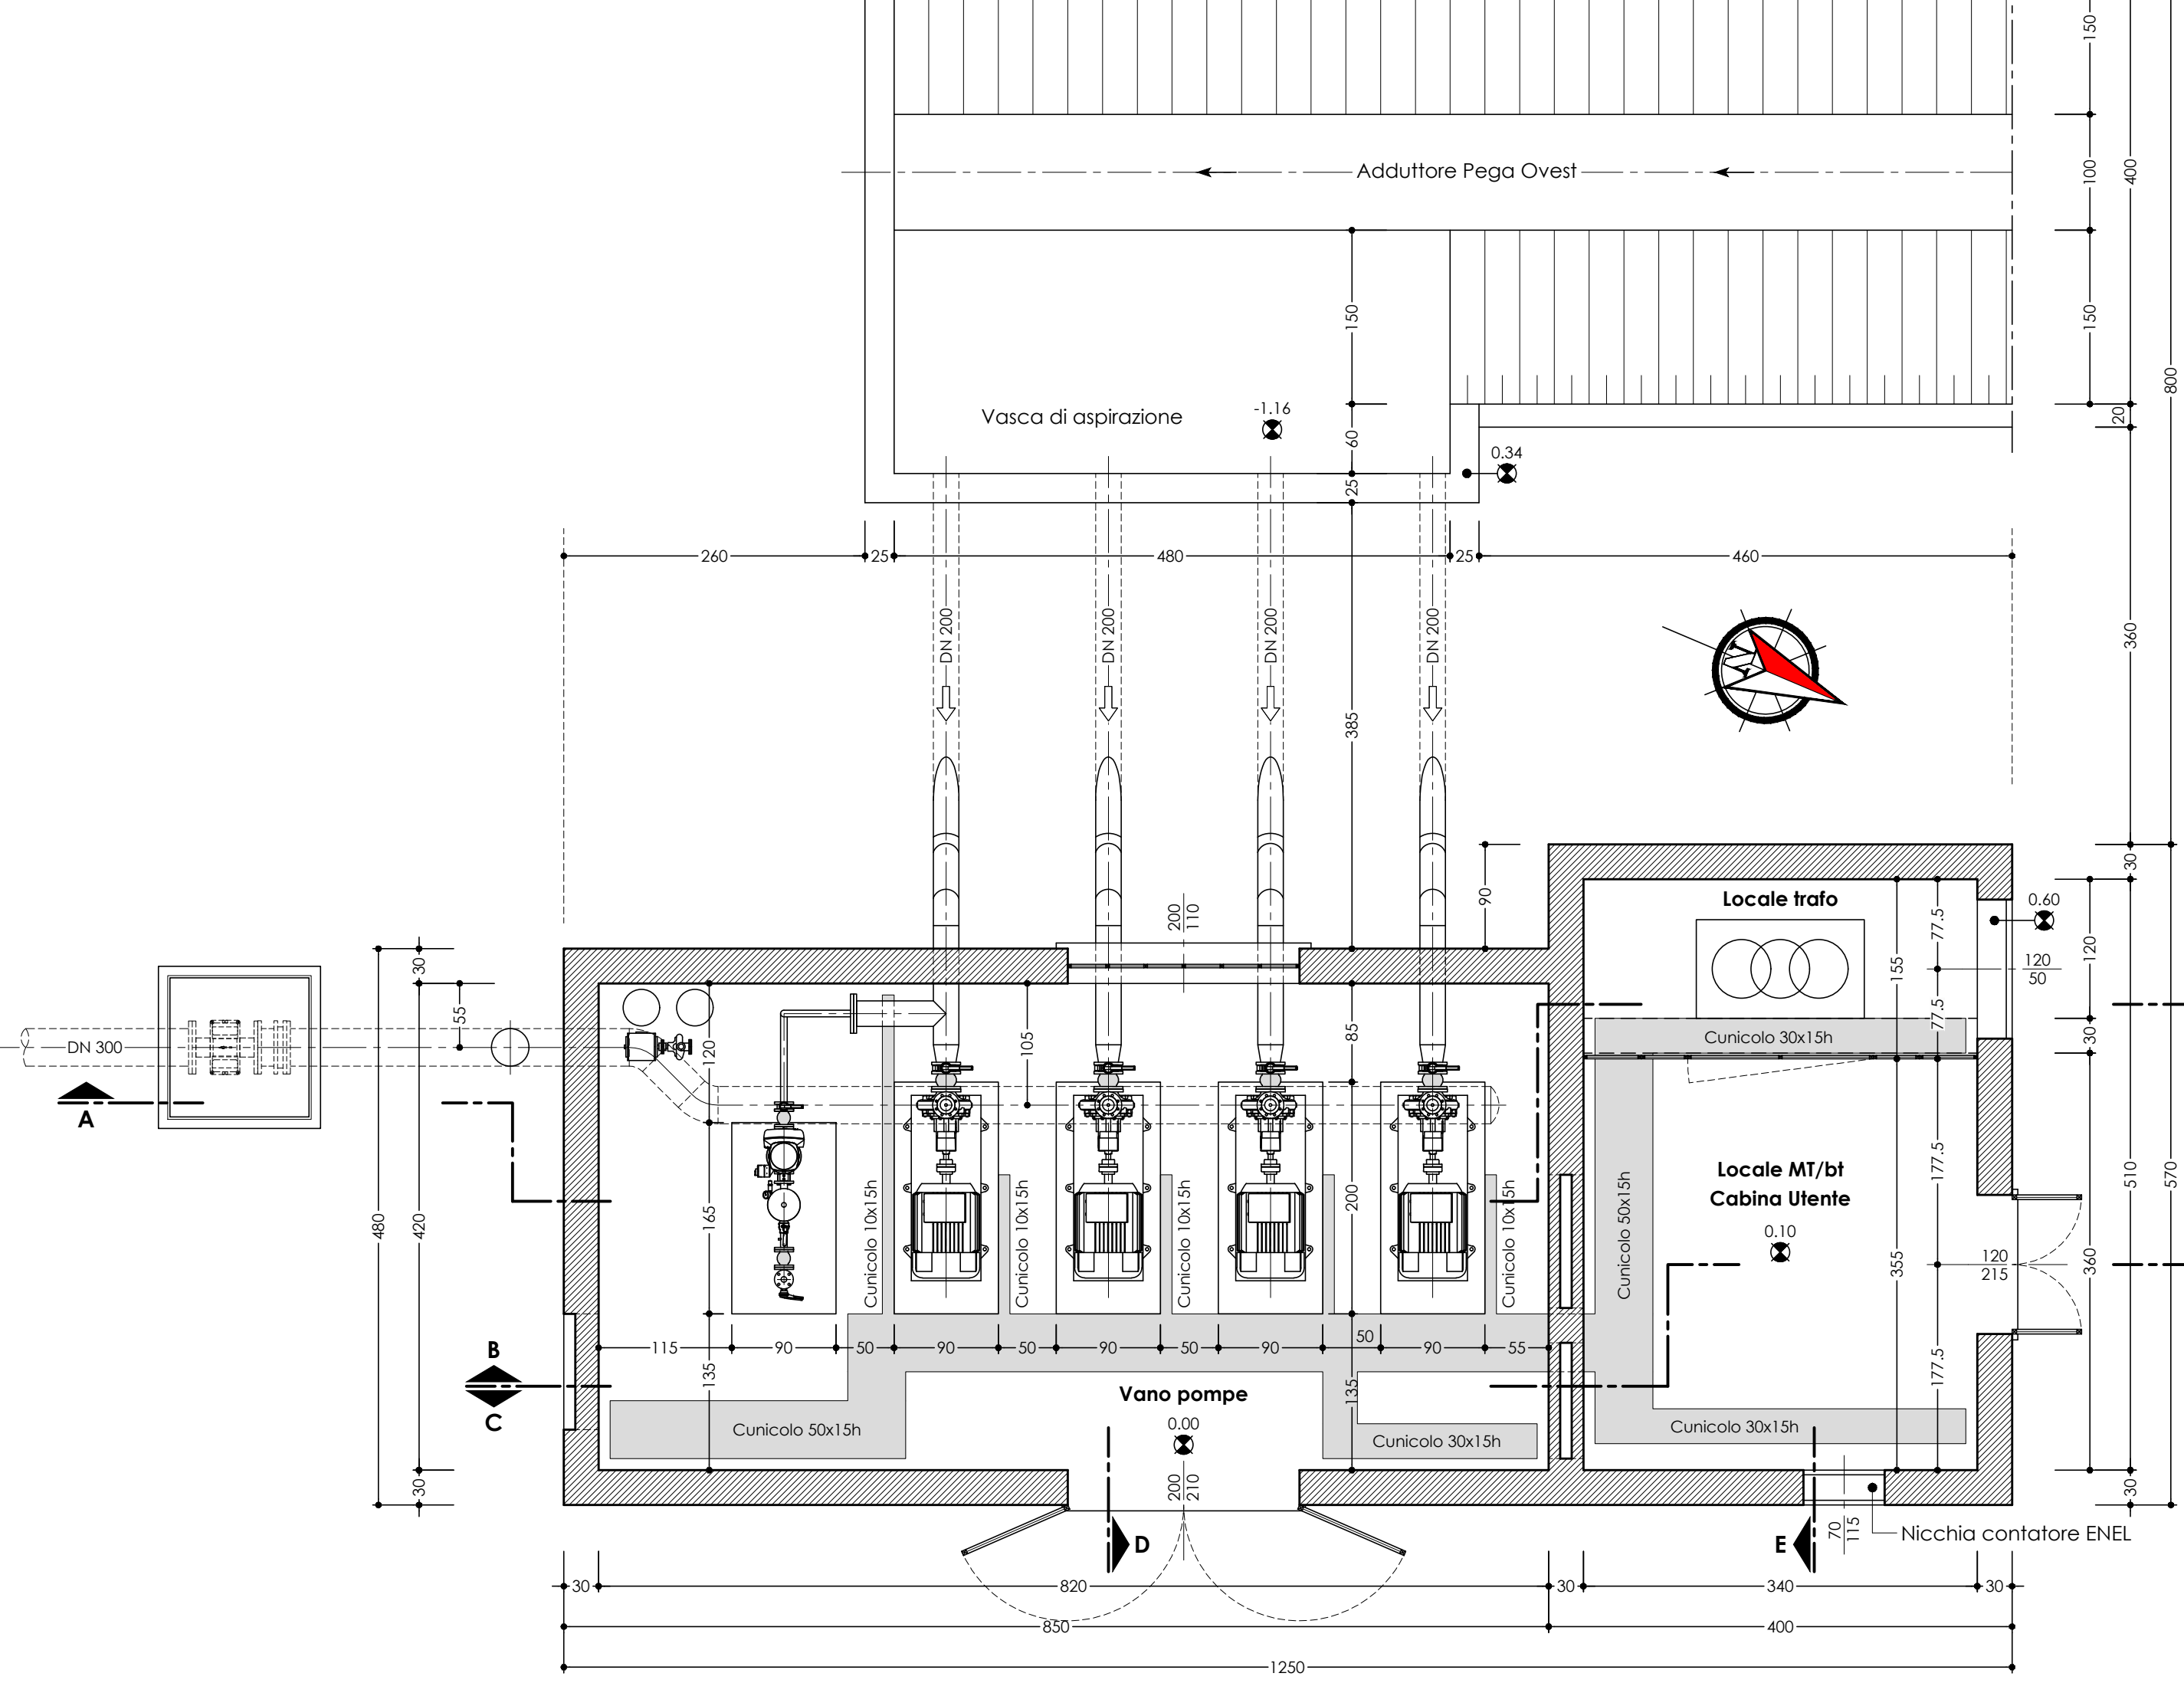 150
Adduttore Pega Ovest
100
400
800
150
150
Vasca di aspirazione
-1.16
60
20
0.34
25
260
25
480
25
460
DN 200
DN 200
DN 200
DN 200
N
360
385
90
200
110
30
Locale trafo
0.60
77.5
155
120
120
50
77.5
30
30
55
DN 300
120
105
85
Cunicolo 30x15h
A
Locale MT/bt
Cabina Utente
0.10
177.5
355
510
570
480
420
165
200
Cunicolo 10x15h
Cunicolo 10x15h
Cunicolo 10x15h
Cunicolo 10x15h
Cunicolo 50x15h
120
215
360
B
115
90
50
90
50
90
50
90
50
90
55
135
135
177.5
Vano pompe
C
Cunicolo 50x15h
0.00
Cunicolo 30x15h
Cunicolo 30x15h
30
200
210
30
D
E
70
115
Nicchia contatore ENEL
30
820
30
340
30
850
400
1250